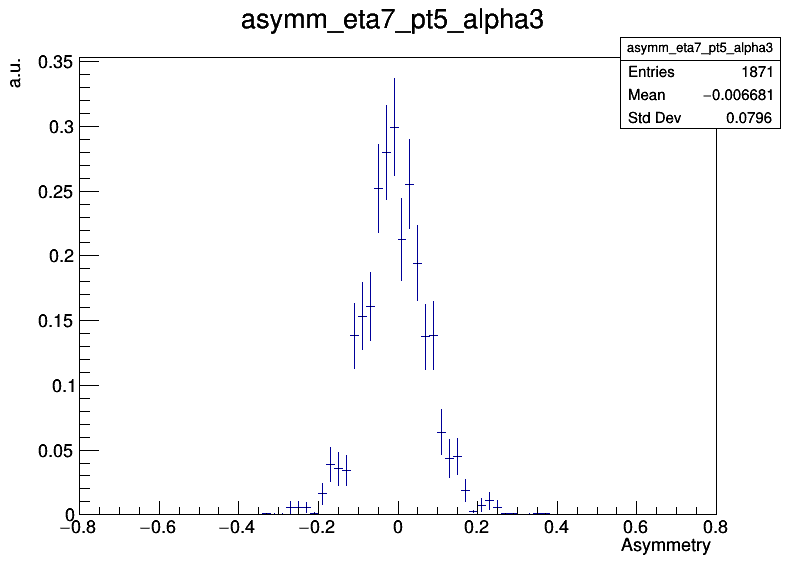 asymm_eta7_pt5_alpha3
asymm_eta7_pt5_alpha3
Entries 1871
Mean −0.006681
Std Dev 0.0796
a.u.
0.35
0.3
0.25
0.2
0.15
0.1
0.05
0
−0.8 −0.6 −0.4 −0.2 0 0.2 0.4 0.6 0.8
Asymmetry